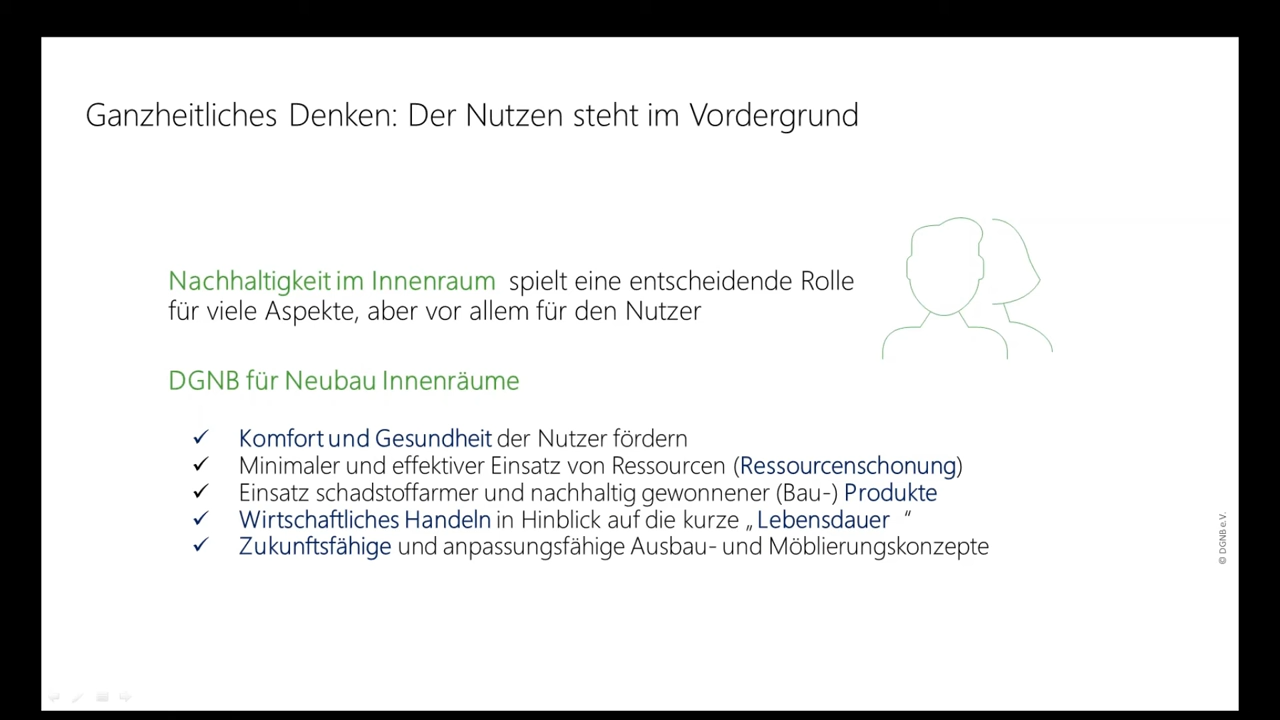 Ganzheitliches Denken: Der Nutzen steht im Vordergrund
Nachhaltigkeit im Innenraum spielt eine entscheidende Rolle
für viele Aspekte, aber vor allem für den Nutzer
DGNB für Neubau Innenräume
✓ Komfort und Gesundheit der Nutzer fördern
✓ Minimaler und effektiver Einsatz von Ressourcen (Ressourcenschonung)
✓ Einsatz schadstoffarmer und nachhaltig gewonnener (Bau-) Produkte
✓ Wirtschaftliches Handeln in Hinblick auf die kurze „Lebensdauer “
✓ Zukunftsfähige und anpassungsfähige Ausbau- und Möblierungskonzepte
© DGNB e.V.